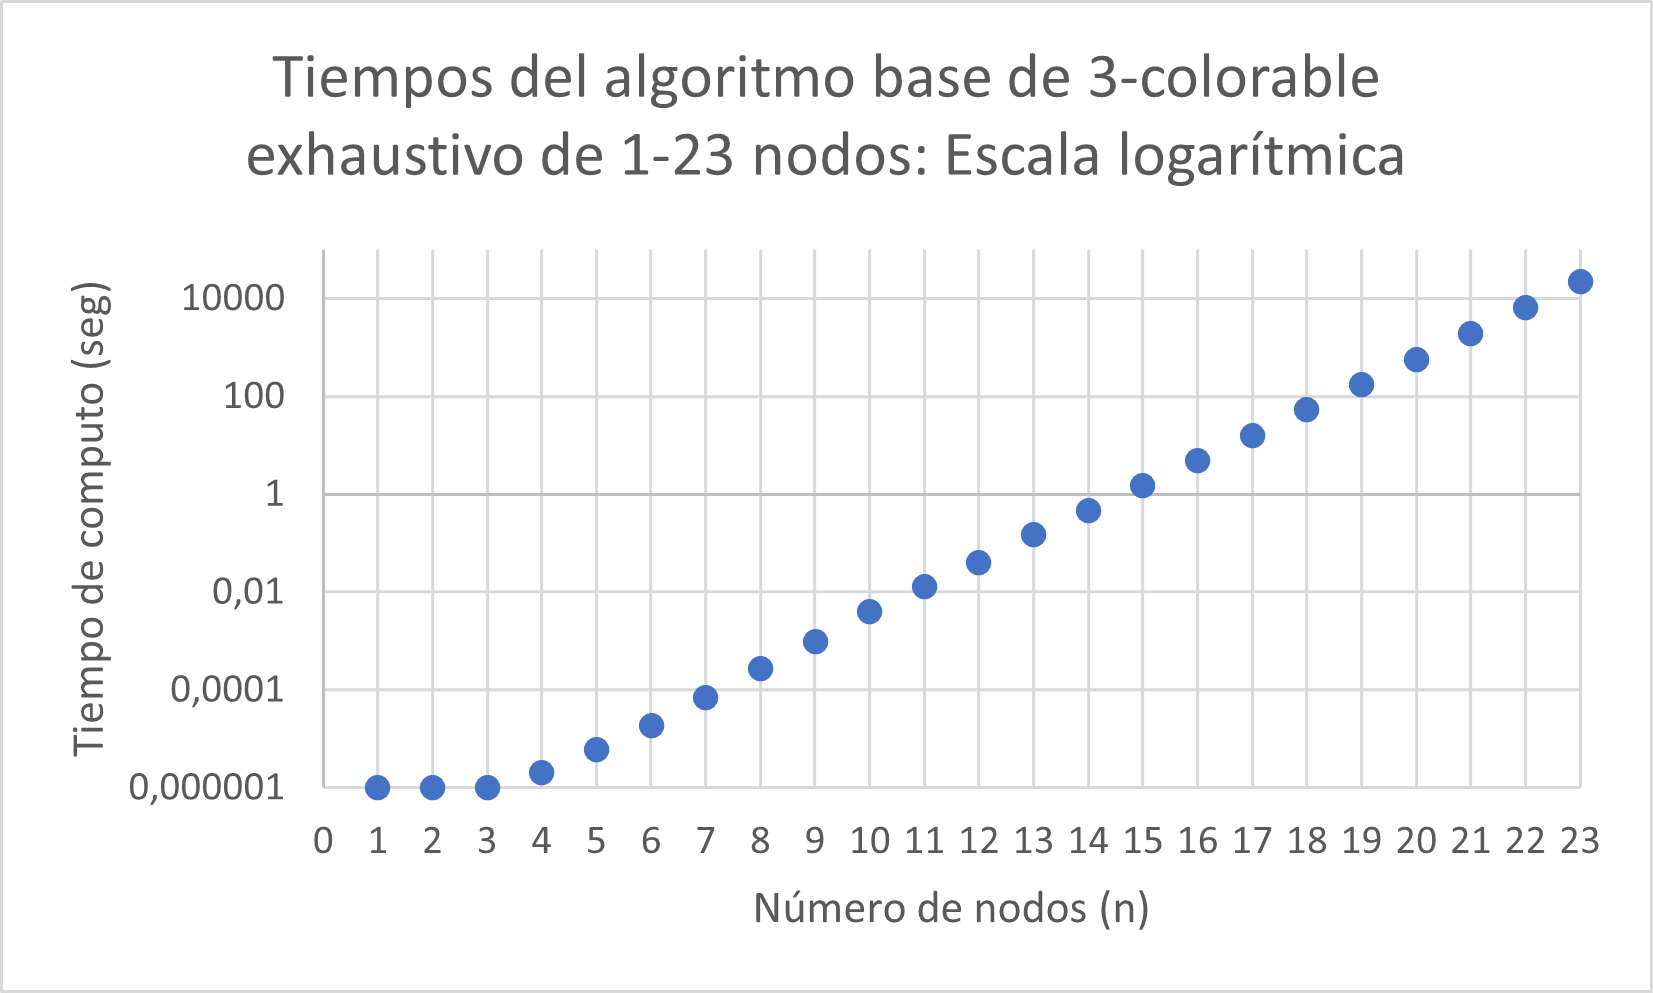 Tiempos del algoritmo base de 3-colorable
exhaustivo de 1-23 nodos: Escala logarítmica
Tiempo de computo (seg)
10000
100
1
0,01
0,0001
0,000001
0 1 2 3 4 5 6 7 8 9 10 11 12 13 14 15 16 17 18 19 20 21 22 23
Número de nodos (n)